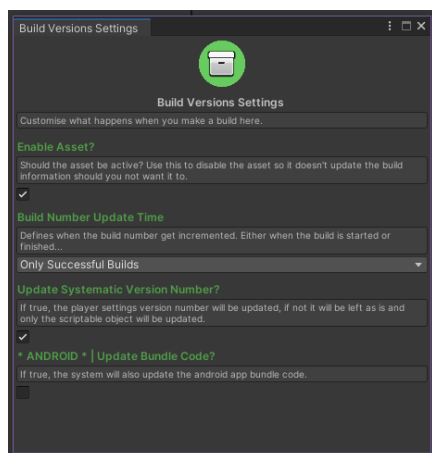 Build Versions Settings
Build Versions Settings
Customise what happens when you make a build here.
Enable Asset?
Should the asset be active? Use this to disable the asset so it doesn't update the build
information should you not want it to.
Build Number Update Time
Defines when the build number get incremented. Either when the build is started or
finished...
Only Successful Builds
Update Systematic Version Number?
If true, the player settings version number will be updated, if not it will be left as is and
only the scriptable object will be updated.
* ANDROID * | Update Bundle Code?
If true, the system will also update the android app bundle code.